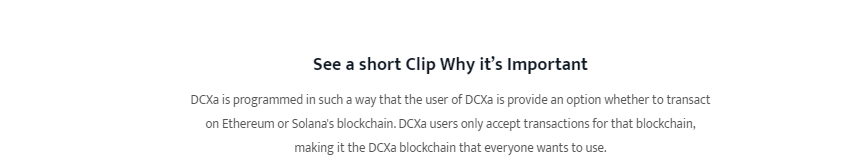 See a short Clip Why it’s Important
DCXa is programmed in such a way that the user of DCXa is provide an option whether to transact
on Ethereum or Solana's blockchain. DCXa users only accept transactions for that blockchain,
making it the DCXa blockchain that everyone wants to use.